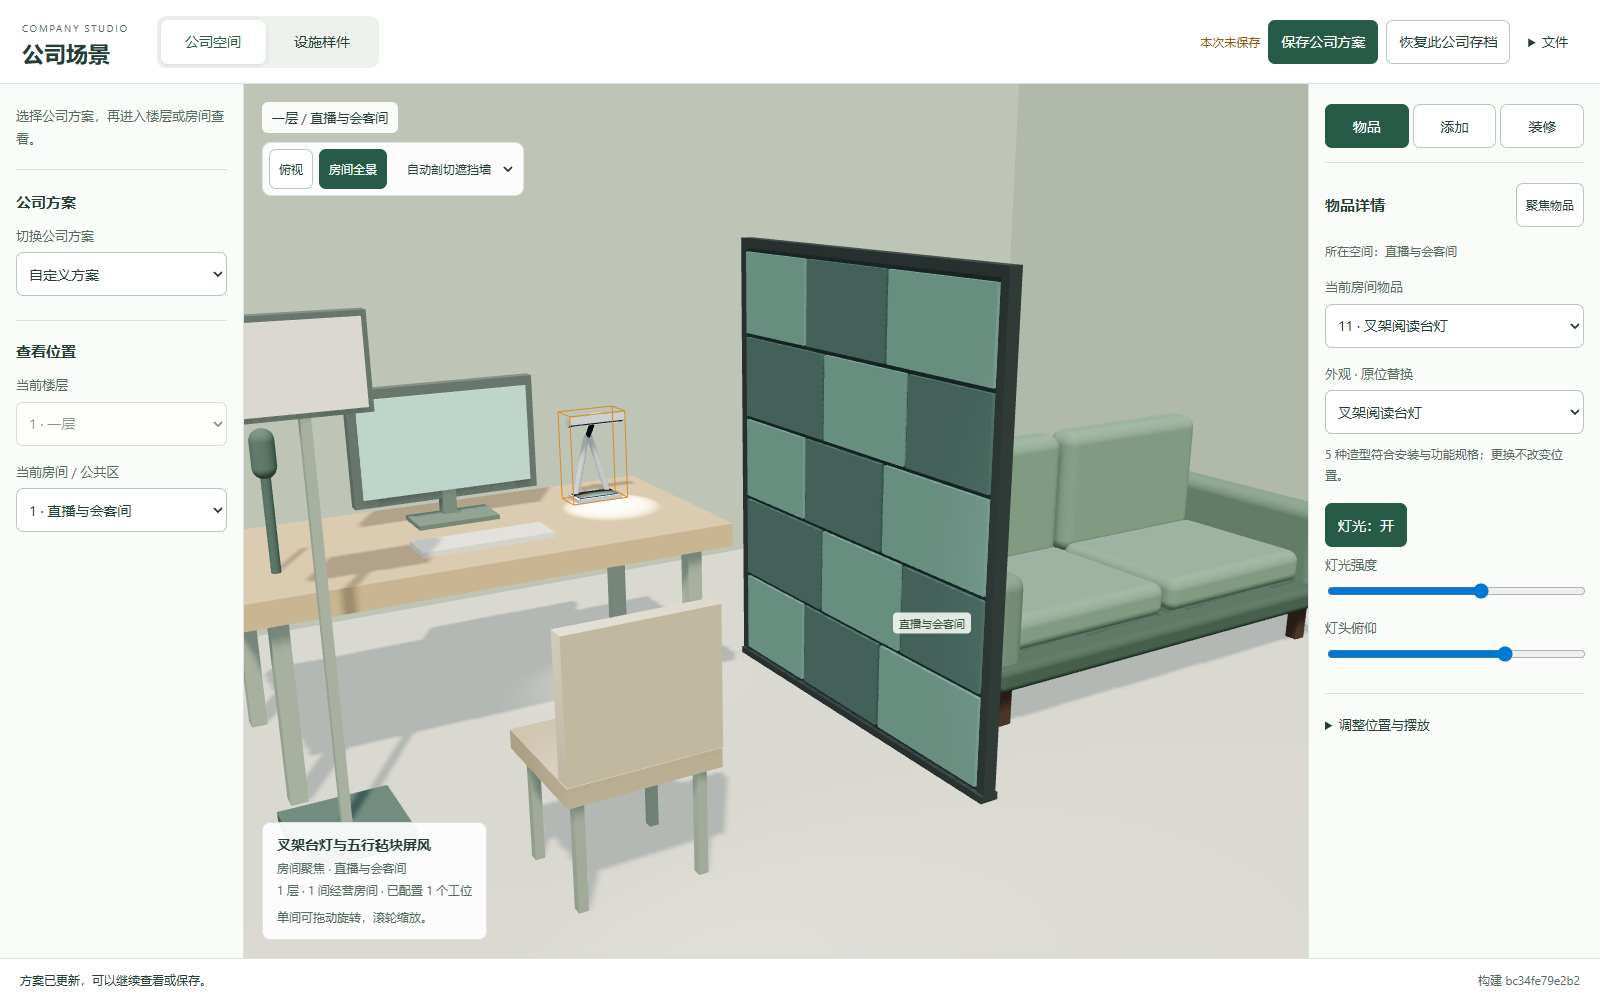 COMPANY STUDIO
公司场景
公司空间
设施样件
本次未保存
保存公司方案
恢复此公司存档
文件
选择公司方案，再进入楼层或房间查
看。
公司方案
切换公司方案
自定义方案
查看位置
当前楼层
1 · 一层
当前房间 / 公共区
1 · 直播与会客间
一层 / 直播与会客间
俯视
房间全景
自动剖切遮挡墙
直播与会客间
叉架台灯与五行毡块屏风
房间聚焦 · 直播与会客间
1 层 · 1 间经营房间 · 已配置 1 个工位
单间可拖动旋转，滚轮缩放。
物品
添加
装修
物品详情
聚焦物品
所在空间：直播与会客间
当前房间物品
11 · 叉架阅读台灯
外观 · 原位替换
叉架阅读台灯
5 种造型符合安装与功能规格；更换不改变位
置。
灯光：开
灯光强度
灯头俯仰
调整位置与摆放
方案已更新，可以继续查看或保存。
构建 bc34fe79e2b2